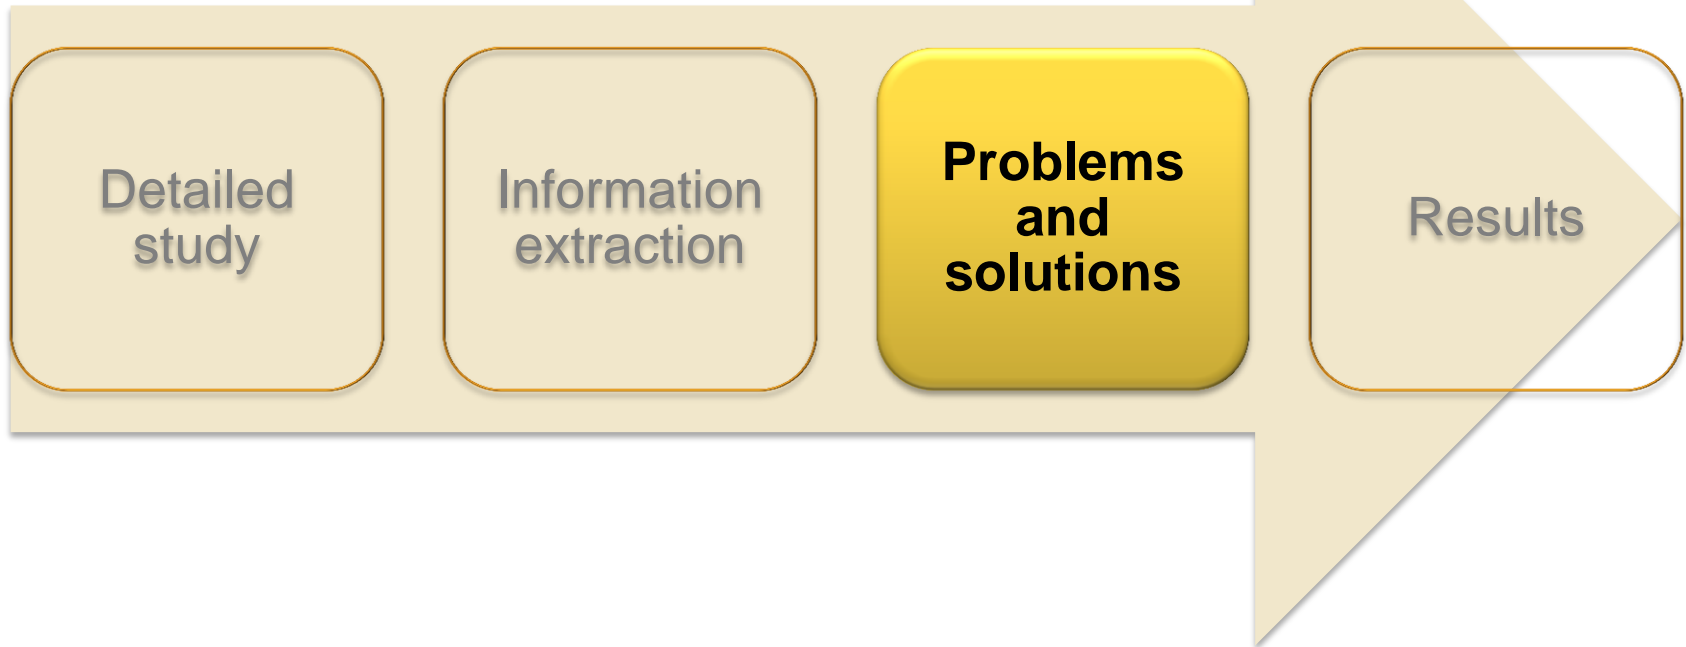 Detailed
study
Information
extraction
Problems
and
solutions
Results